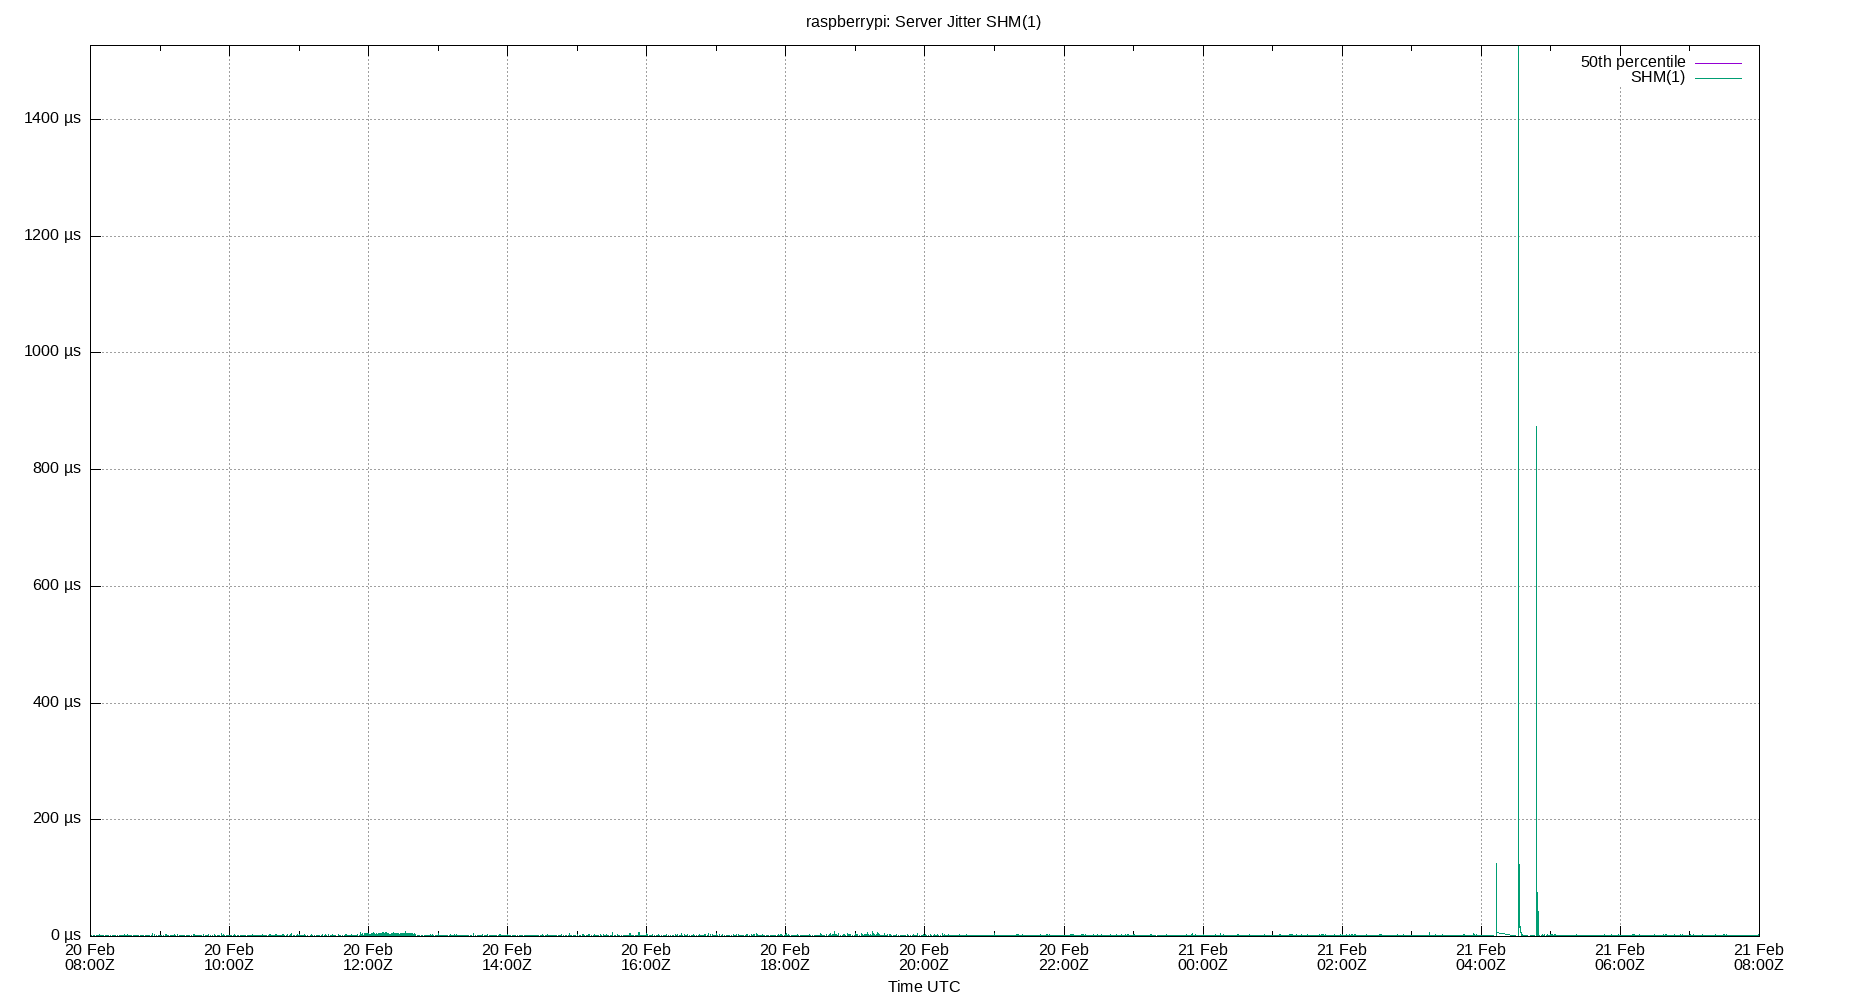 raspberrypi: Server Jitter SHM(1)
50th percentile
SHM(1)
1400 µs
1200 µs
1000 µs
800 µs
600 µs
400 µs
200 µs
0 µs
20 Feb 20 Feb 20 Feb 20 Feb 20 Feb 20 Feb 20 Feb 20 Feb 21 Feb 21 Feb 21 Feb 21 Feb 21 Feb
08:00Z 10:00Z 12:00Z 14:00Z 16:00Z 18:00Z 20:00Z 22:00Z 00:00Z 02:00Z 04:00Z 06:00Z 08:00Z
Time UTC